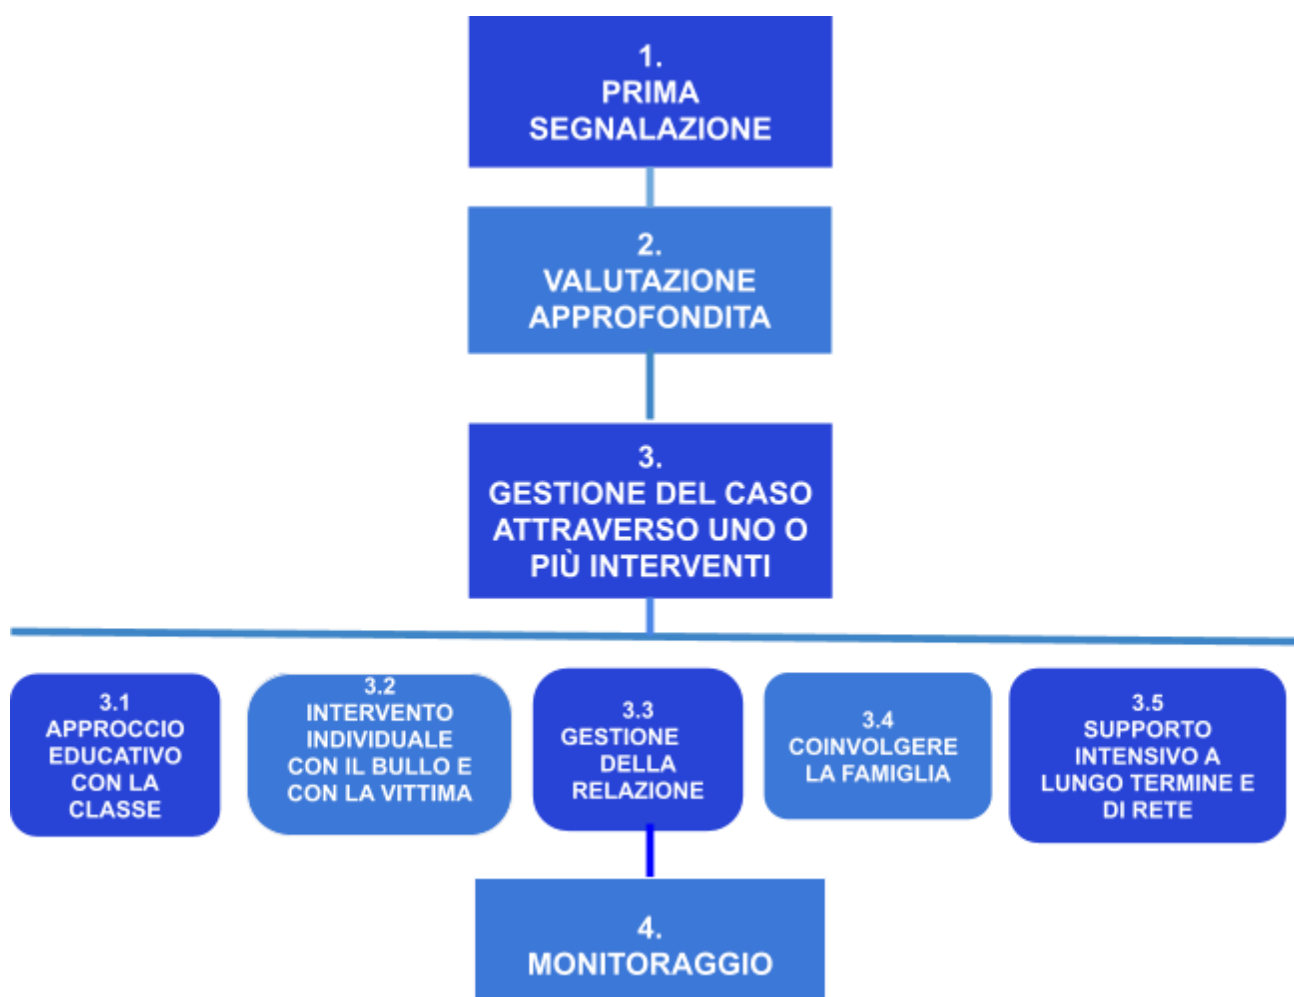 1.
PRIMA
SEGNALAZIONE
2.
VALUTAZIONE
APPROFONDITA
3.
GESTIONE DEL CASO
ATTRAVERSO UNO O
PIÙ INTERVENTI
3.1
APPROCCIO
EDUCATIVO
CON LA
CLASSE
3.2
INTERVENTO
INDIVIDUALE
CON IL BULLO E
CON LA VITTIMA
3.3
GESTIONE
DELLA
RELAZIONE
3.4
COINVOLGERE
LA FAMIGLIA
3.5
SUPPORTO
INTENSIVO A
LUNGO TERMINE E
DI RETE
4.
MONITORAGGIO